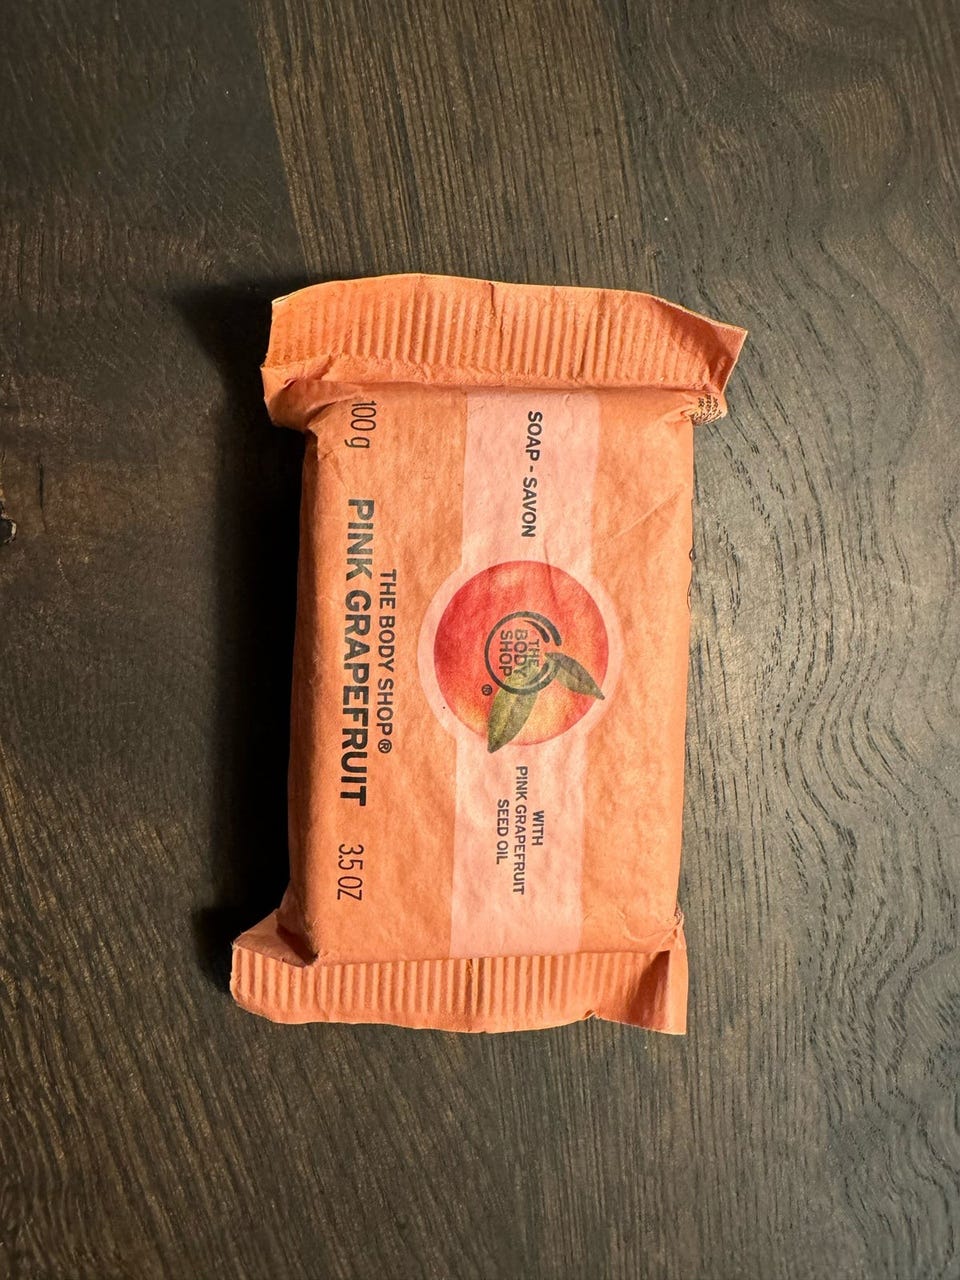 SOAP - SAVON
THE
BODY
SHOP
®
WITH
PINK GRAPEFRUIT
SEED OIL
100 g
THE BODY SHOP®
PINK GRAPEFRUIT
3.5 OZ